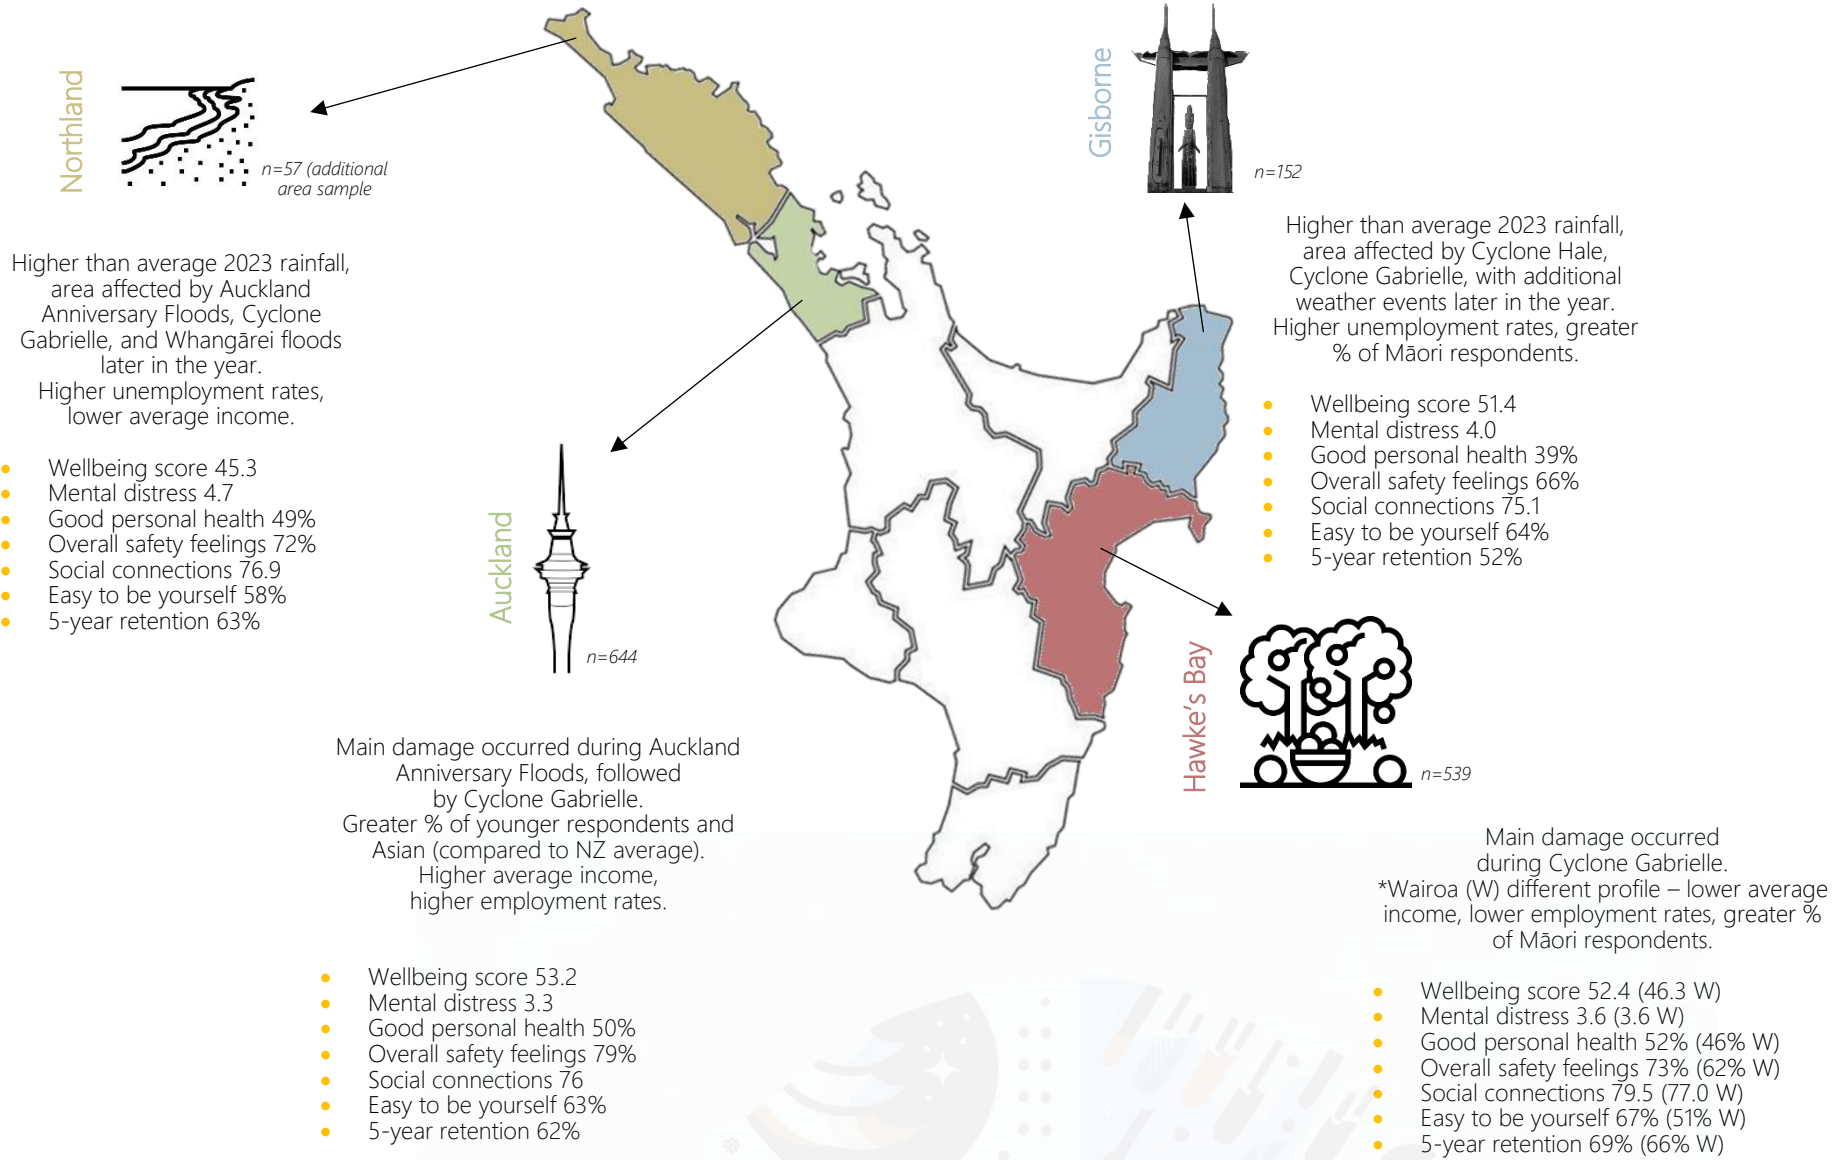 Northland
n=57 (additional
area sample
Higher than average 2023 rainfall,
area affected by Auckland
Anniversary Floods, Cyclone
Gabrielle, and Whangārei floods
later in the year.
Higher unemployment rates,
lower average income.
• Wellbeing score 45.3
• Mental distress 4.7
• Good personal health 49%
• Overall safety feelings 72%
• Social connections 76.9
• Easy to be yourself 58%
• 5-year retention 63%
Auckland
n=644
Main damage occurred during Auckland
Anniversary Floods, followed
by Cyclone Gabrielle.
Greater % of younger respondents and
Asian (compared to NZ average).
Higher average income,
higher employment rates.
• Wellbeing score 53.2
• Mental distress 3.3
• Good personal health 50%
• Overall safety feelings 79%
• Social connections 76
• Easy to be yourself 63%
• 5-year retention 62%
Gisborne
n=152
Higher than average 2023 rainfall,
area affected by Cyclone Hale,
Cyclone Gabrielle, with additional
weather events later in the year.
Higher unemployment rates, greater
% of Māori respondents.
• Wellbeing score 51.4
• Mental distress 4.0
• Good personal health 39%
• Overall safety feelings 66%
• Social connections 75.1
• Easy to be yourself 64%
• 5-year retention 52%
Hawke's Bay
n=539
Main damage occurred
during Cyclone Gabrielle.
*Wairoa (W) different profile – lower average
income, lower employment rates, greater %
of Māori respondents.
• Wellbeing score 52.4 (46.3 W)
• Mental distress 3.6 (3.6 W)
• Good personal health 52% (46% W)
• Overall safety feelings 73% (62% W)
• Social connections 79.5 (77.0 W)
• Easy to be yourself 67% (51% W)
• 5-year retention 69% (66% W)